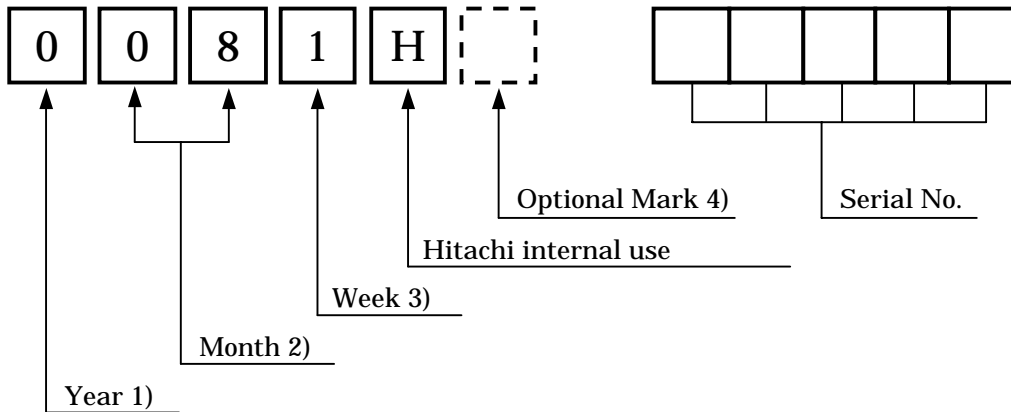 0 0 8 1 H
Optional Mark 4)
Serial No.
Hitachi internal use
Week 3)
Month 2)
Year 1)